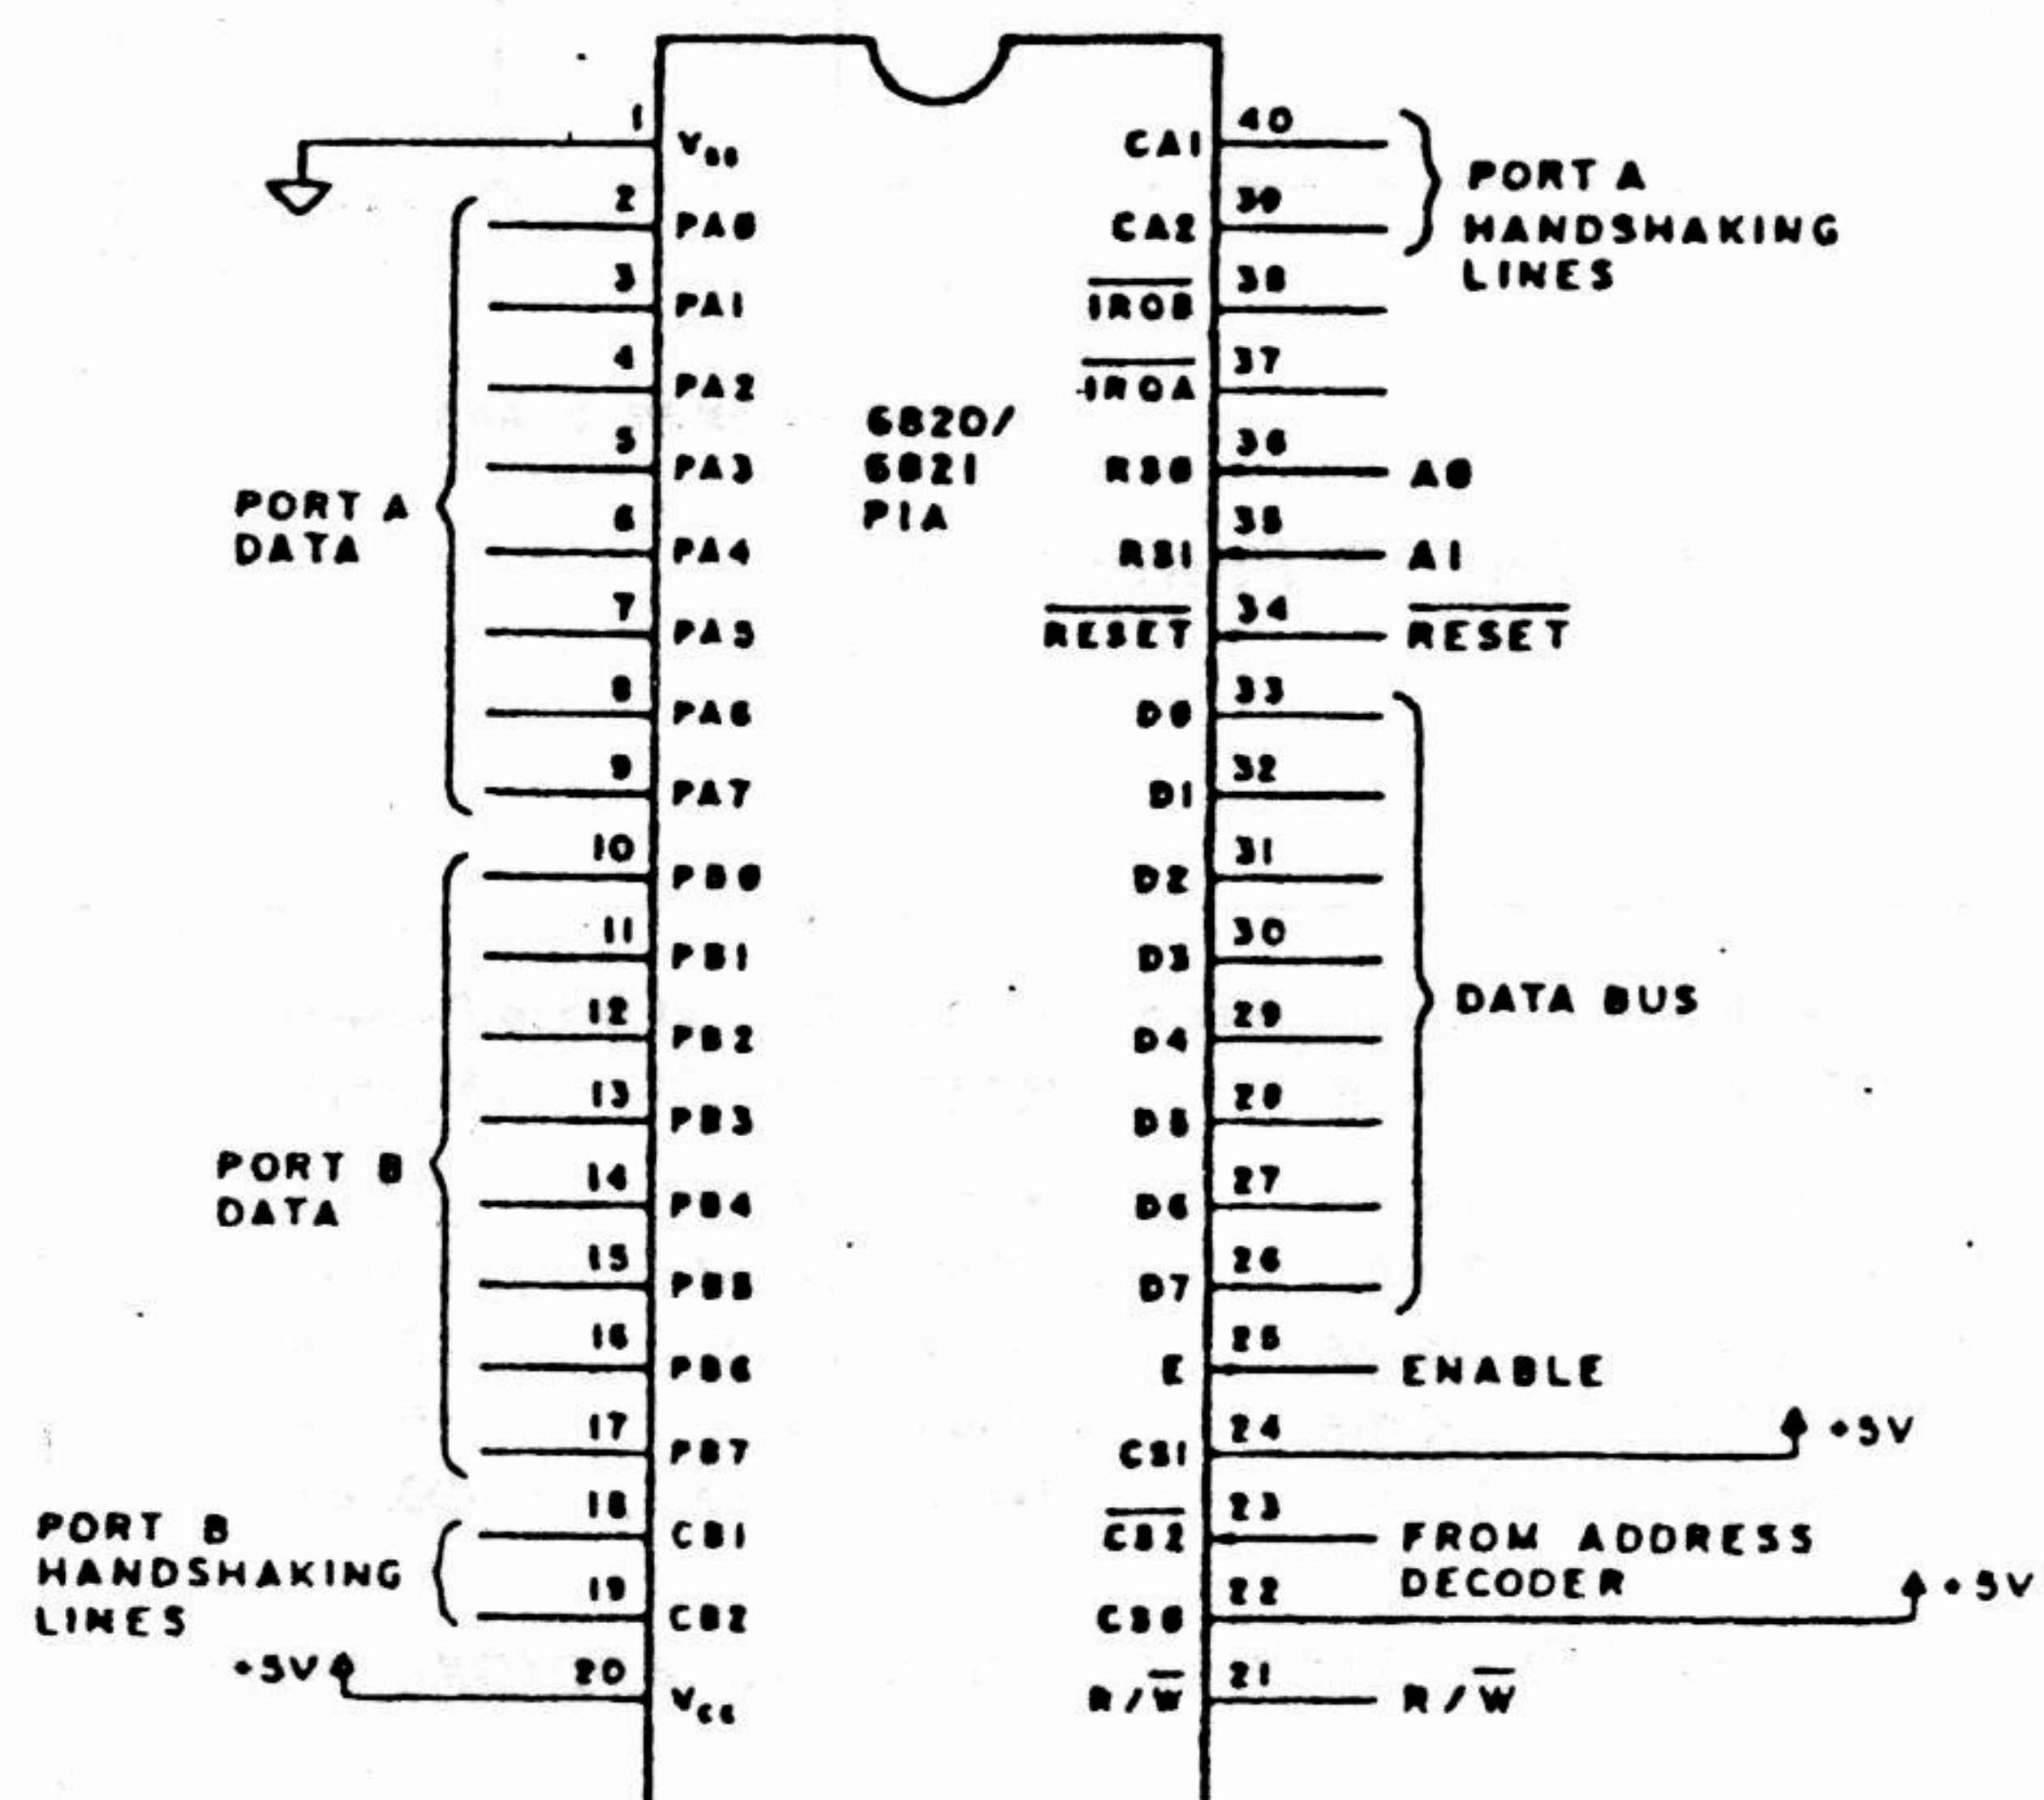 1 Vss
2 PA0
3 PA1
4 PA2
5 PA3
6 PA4
7 PA5
8 PA6
9 PA7
PORT A
DATA
10 PB0
11 PB1
12 PB2
13 PB3
14 PB4
15 PB5
16 PB6
17 PB7
PORT B
DATA
18 CB1
19 CB2
PORT B
HANDSHAKING
LINES
+5V 20 Vcc
6820/
6821
PIA
CA1 40
CA2 39
PORT A
HANDSHAKING
LINES
IRQB 38
IRQA 37
RS0 36 A0
RS1 35 A1
RESET 34 RESET
D0 33
D1 32
D2 31
D3 30
D4 29
D5 28
D6 27
D7 26
DATA BUS
E 25 ENABLE
CS1 24 +5V
CS2 23 FROM ADDRESS
DECODER
CS0 22 +5V
R/W 21 R/W